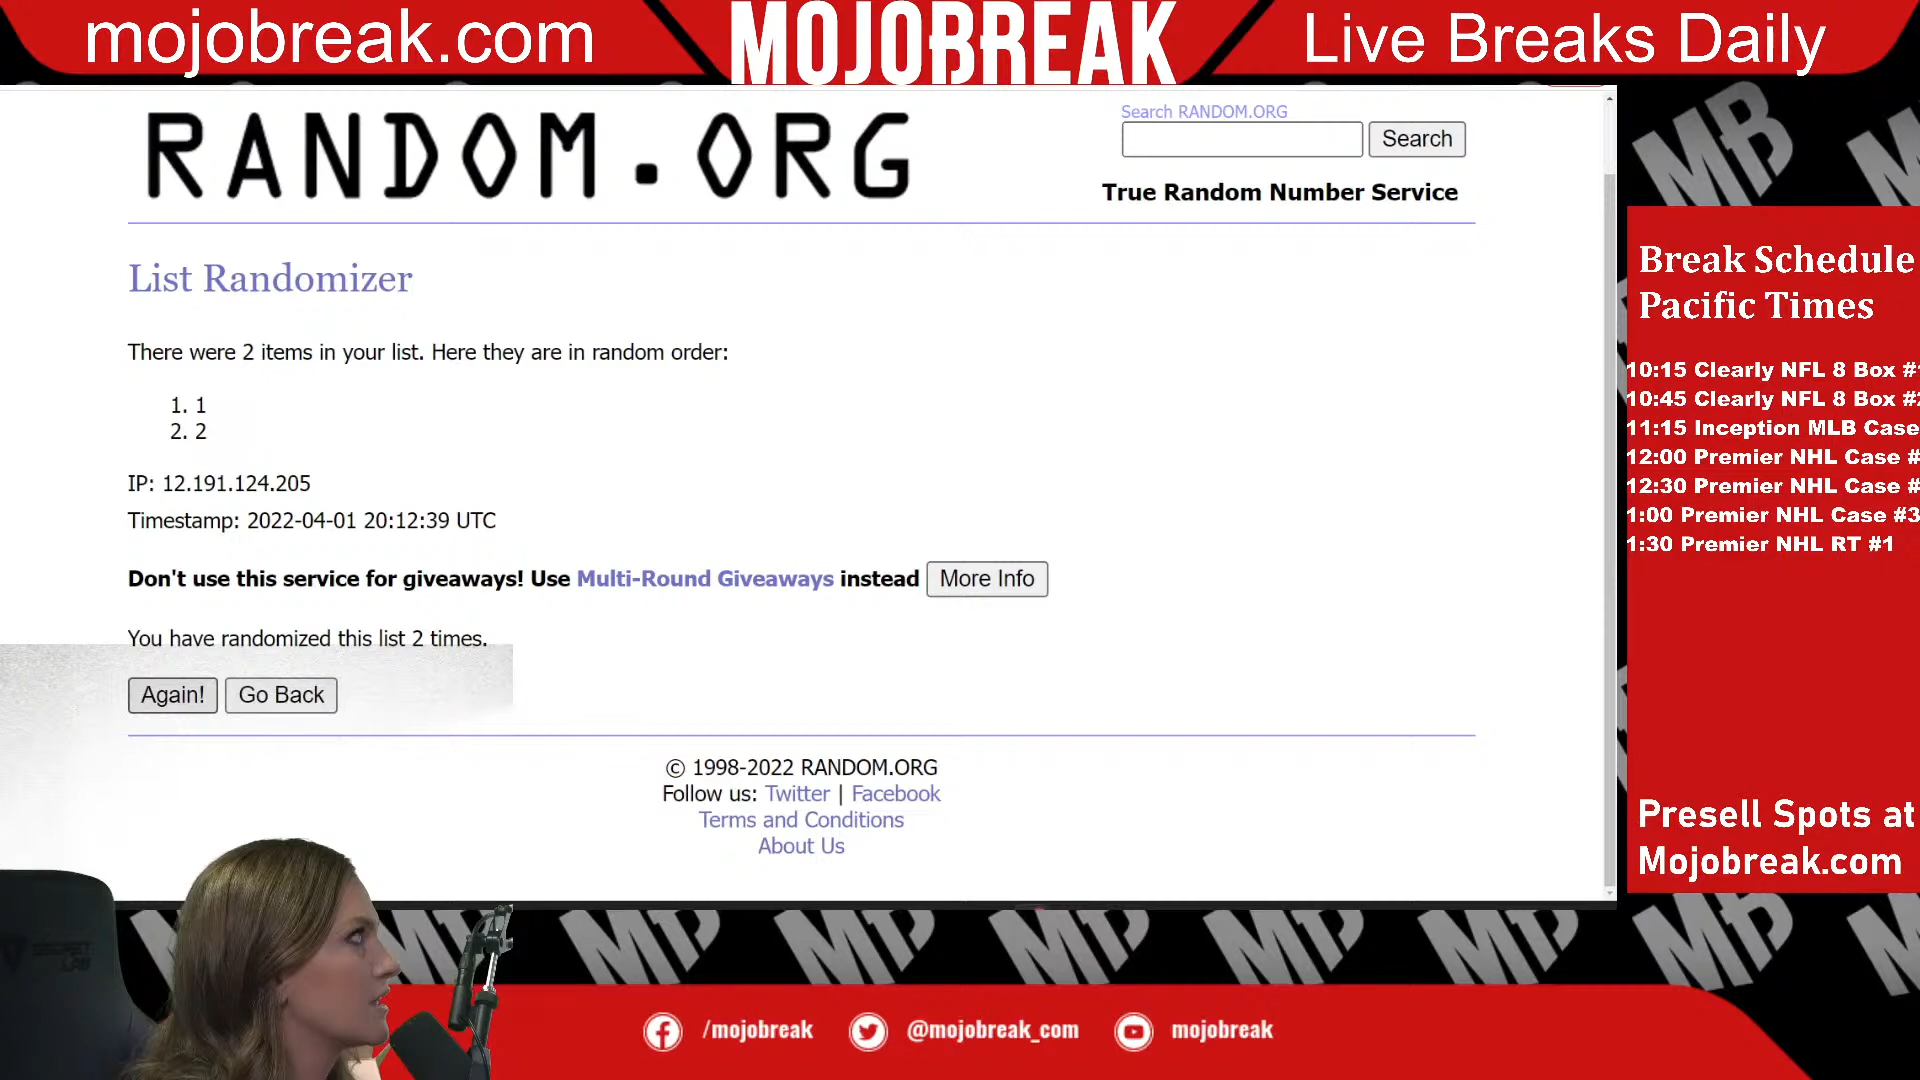 mojobreak.com
MOJOBREAK
Live Breaks Daily
RANDOM.ORG
Search RANDOM.ORG
Search
True Random Number Service
List Randomizer
There were 2 items in your list. Here they are in random order:
1. 1
2. 2
IP: 12.191.124.205
Timestamp: 2022-04-01 20:12:39 UTC
Don't use this service for giveaways! Use Multi-Round Giveaways instead More Info
You have randomized this list 2 times.
Again! Go Back
© 1998-2022 RANDOM.ORG
Follow us: Twitter | Facebook
Terms and Conditions
About Us
Break Schedule
Pacific Times
10:15 Clearly NFL 8 Box #
10:45 Clearly NFL 8 Box #2
11:15 Inception MLB Case
12:00 Premier NHL Case #
12:30 Premier NHL Case #
1:00 Premier NHL Case #3
1:30 Premier NHL RT #1
Presell Spots at
Mojobreak.com
MB
SECRET
LAB
/mojobreak
@mojobreak_com
mojobreak